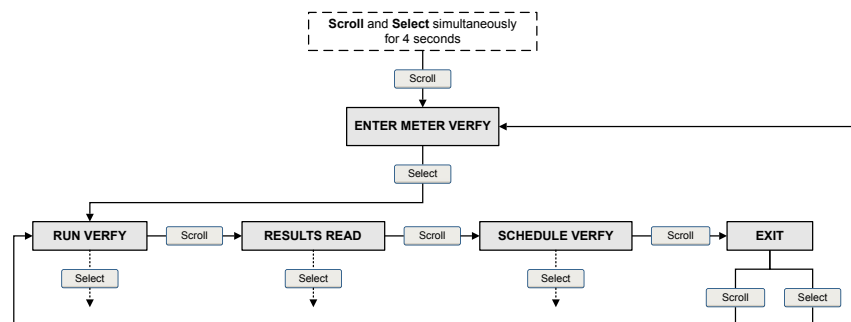 Scroll and Select simultaneously
for 4 seconds
Scroll
ENTER METER VERFY
Select
RUN VERFY
Scroll
RESULTS READ
Scroll
SCHEDULE VERFY
Scroll
EXIT
Select
Select
Select
Scroll
Select